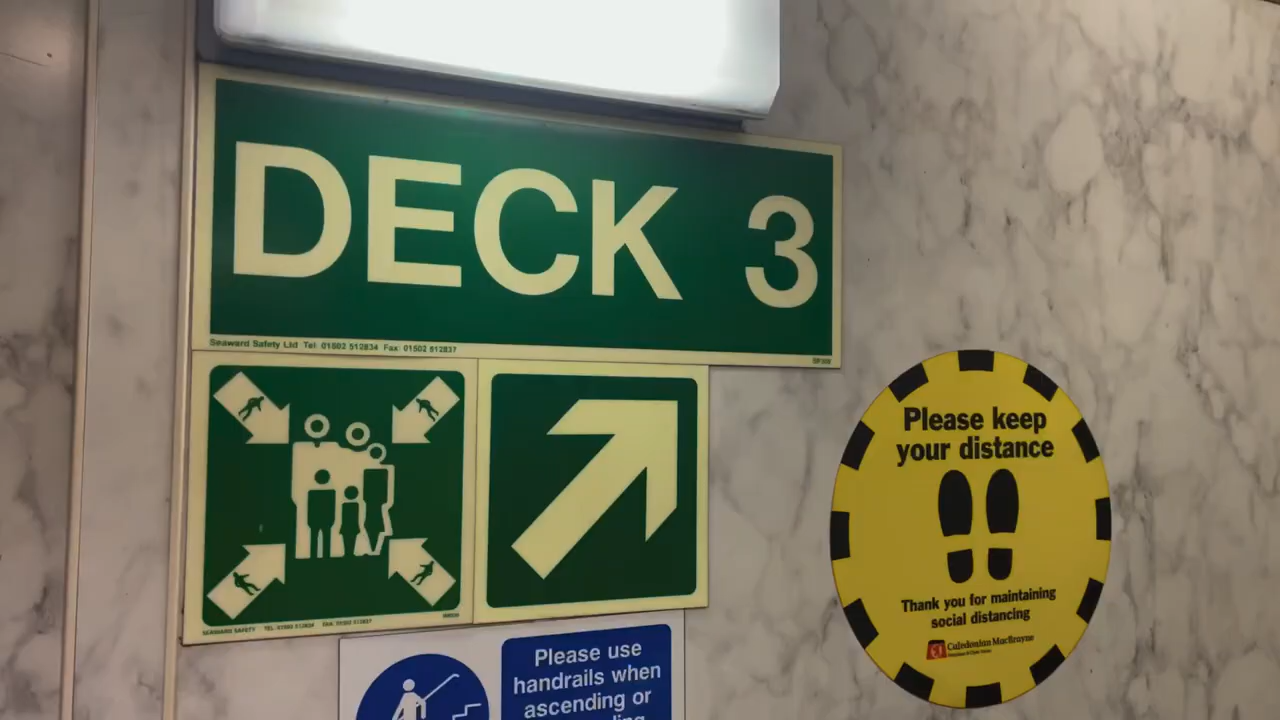 DECK 3
Seaward Safety Ltd Tel: 01502 512834 Fax: 01502 512837
SEAWARD SAFETY TEL: 01502 512834 FAX: 01502 512837
Please keep
your distance
Thank you for maintaining
social distancing
Caledonian MacBrayne
Please use
handrails when
ascending or